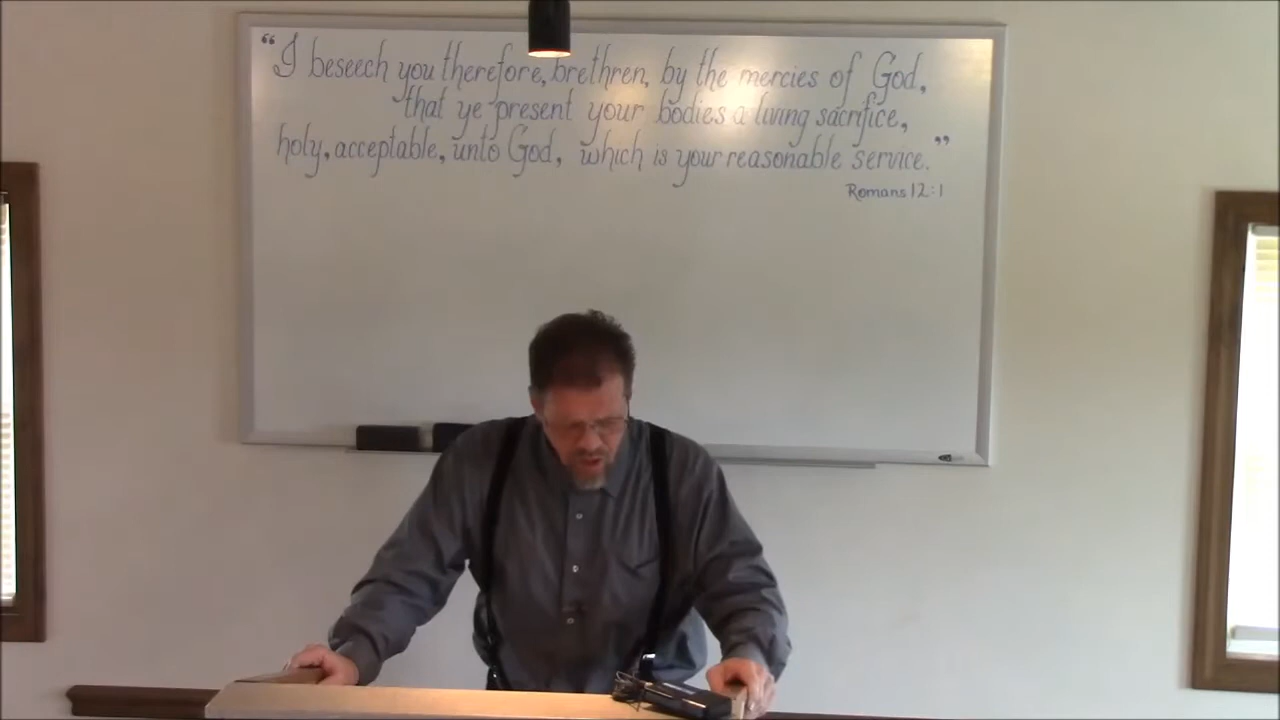 “I beseech you therefore, brethren, by the mercies of God,
that ye present your bodies a living sacrifice,
holy, acceptable, unto God, which is your reasonable service.”
Romans 12:1